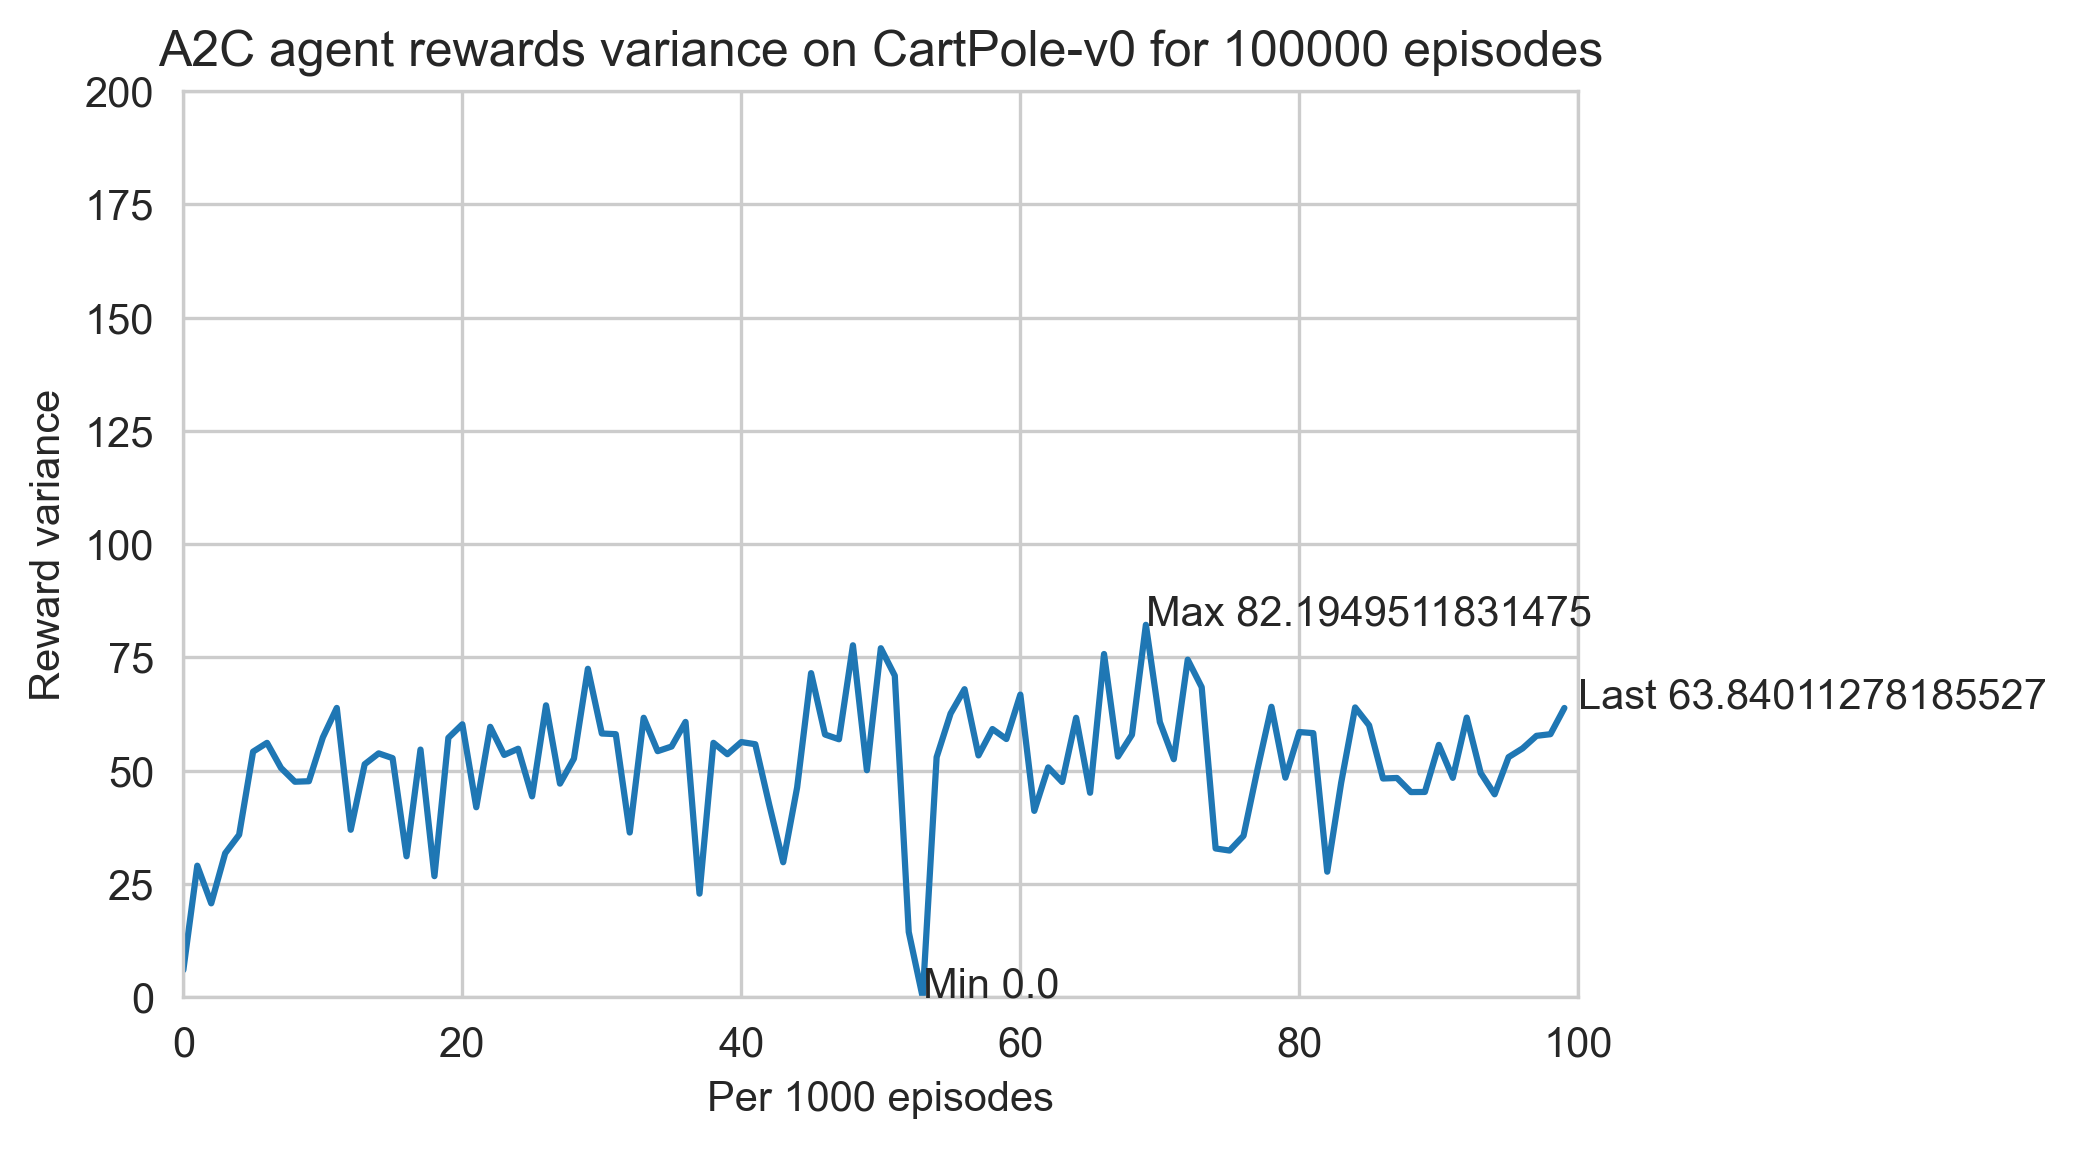 A2C agent rewards variance on CartPole-v0 for 100000 episodes
200
175
150
125
100
75
50
25
0
Reward variance
Max 82.1949511831475
Last 63.84011278185527
Min 0.0
0 20 40 60 80 100
Per 1000 episodes